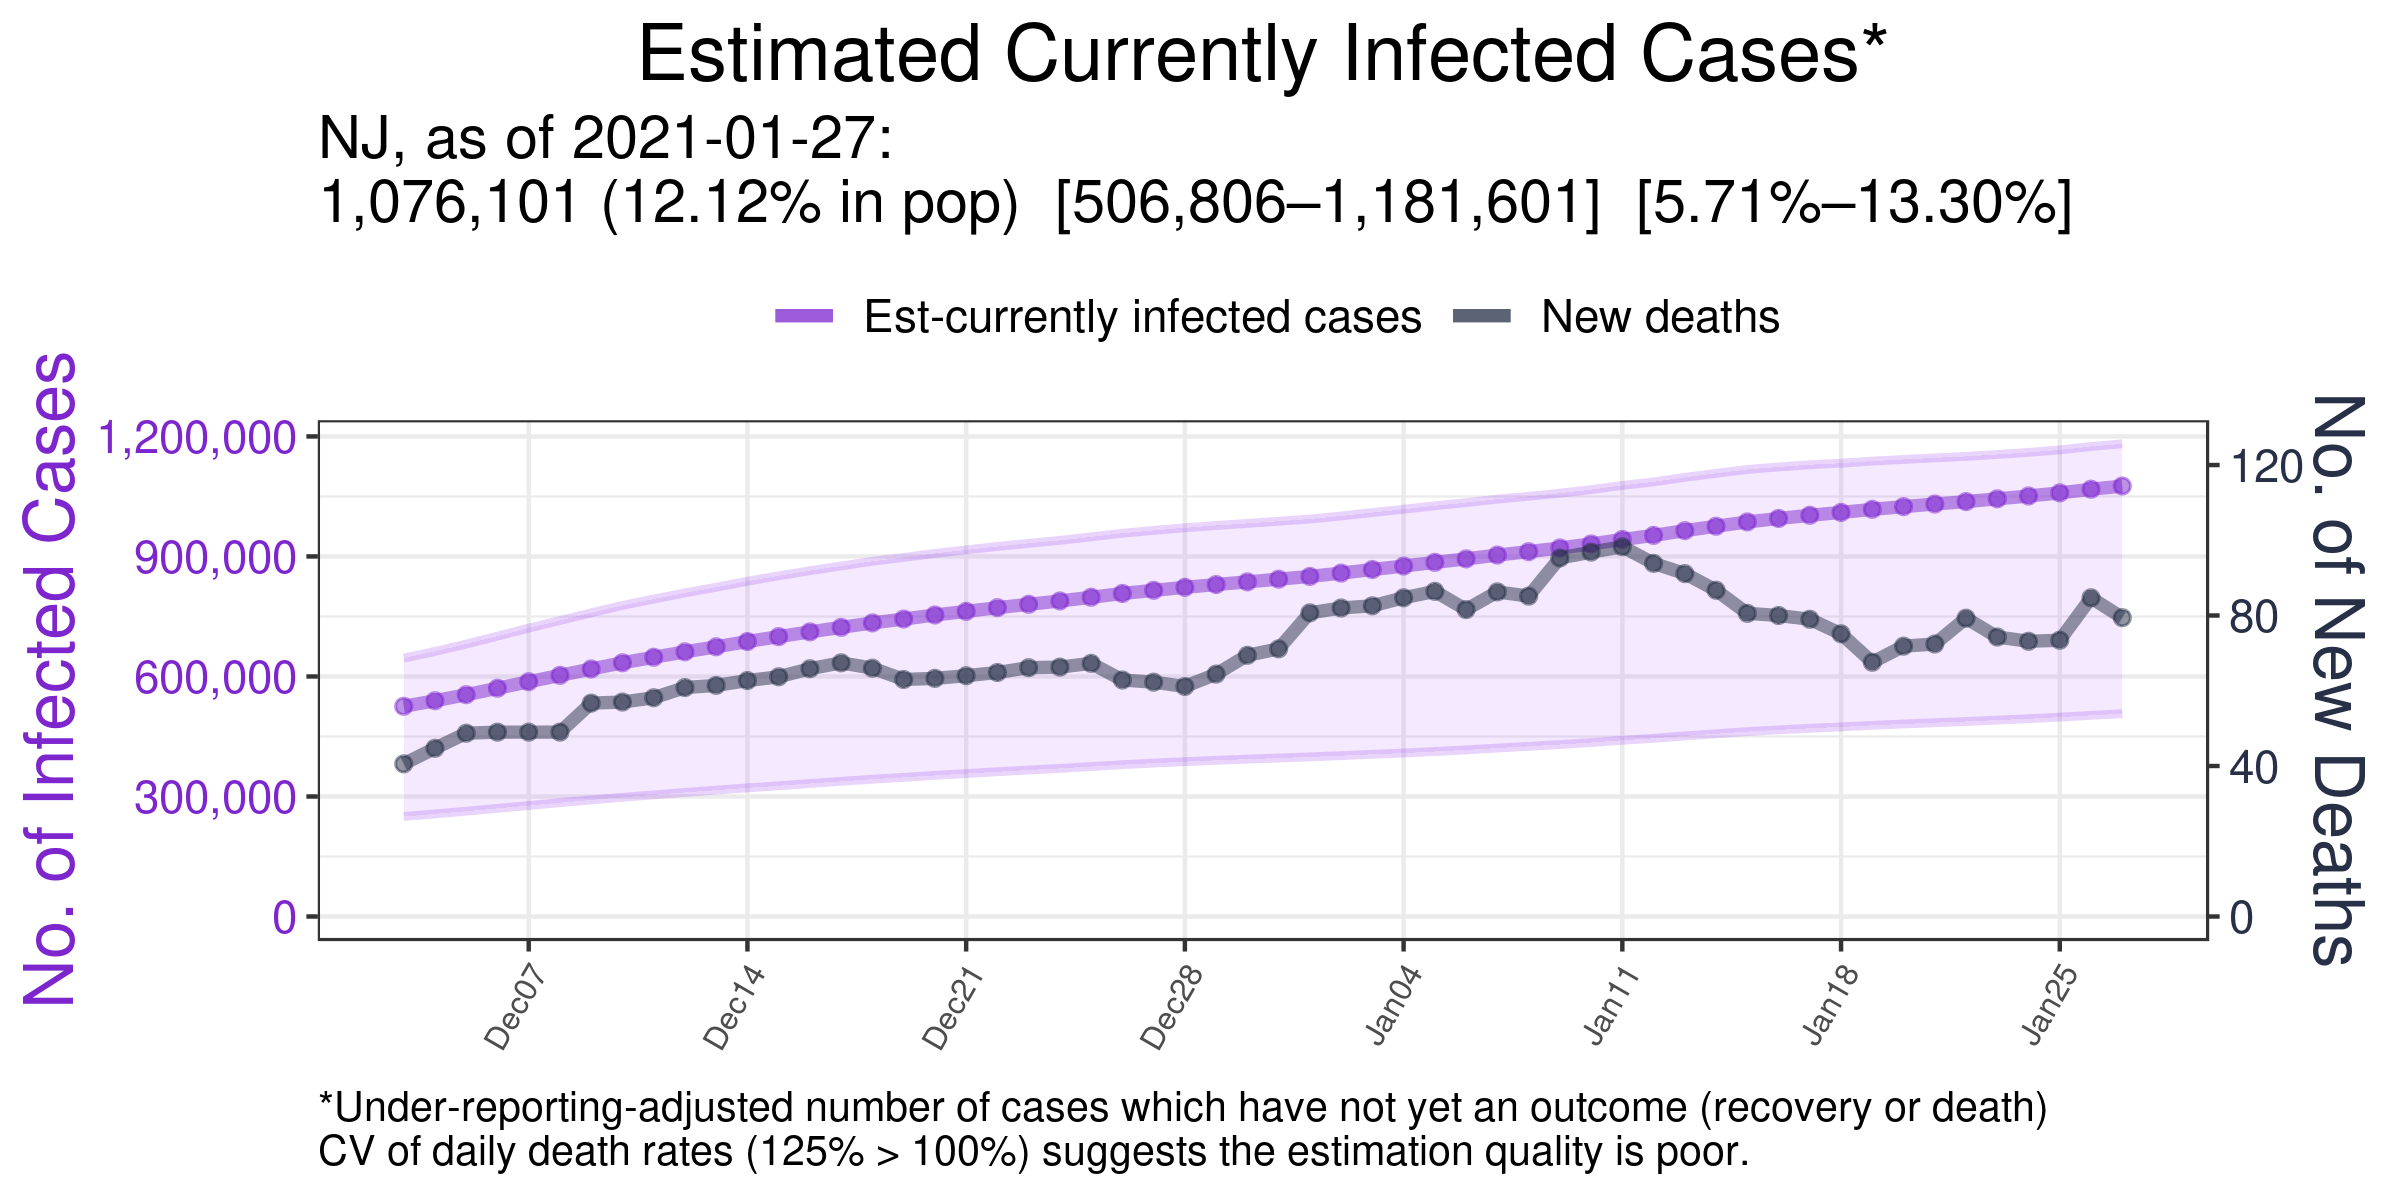 Estimated Currently Infected Cases*
NJ, as of 2021-01-27:
1,076,101 (12.12% in pop)  [506,806–1,181,601]  [5.71%–13.30%]
Est-currently infected cases
New deaths
No. of Infected Cases
1,200,000
900,000
600,000
300,000
0
120
80
40
0
No. of New Deaths
Dec07
Dec14
Dec21
Dec28
Jan04
Jan11
Jan18
Jan25
*Under-reporting-adjusted number of cases which have not yet an outcome (recovery or death)
CV of daily death rates (125% > 100%) suggests the estimation quality is poor.